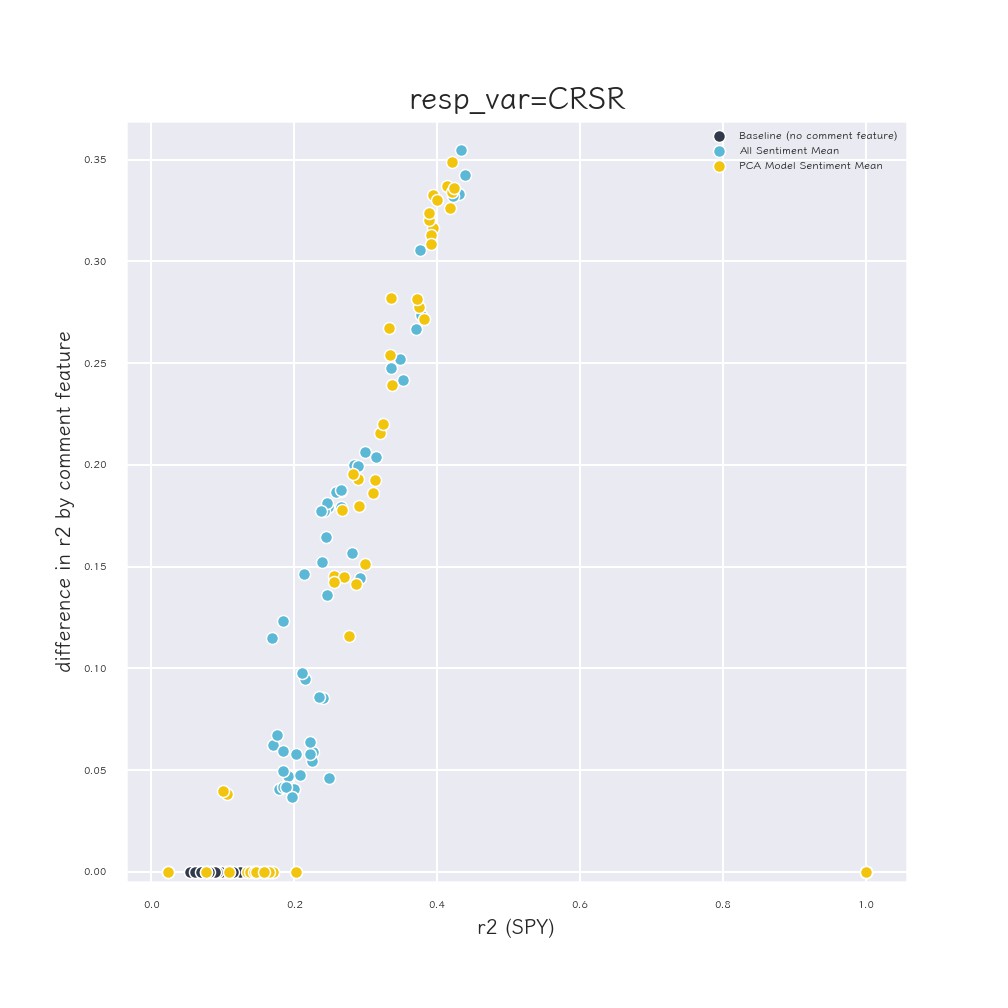 resp_var=CRSR
Baseline (no comment feature)
All Sentiment Mean
PCA Model Sentiment Mean
difference in r2 by comment feature
0.35
0.30
0.25
0.20
0.15
0.10
0.05
0.00
0.0 0.2 0.4 0.6 0.8 1.0
r2 (SPY)